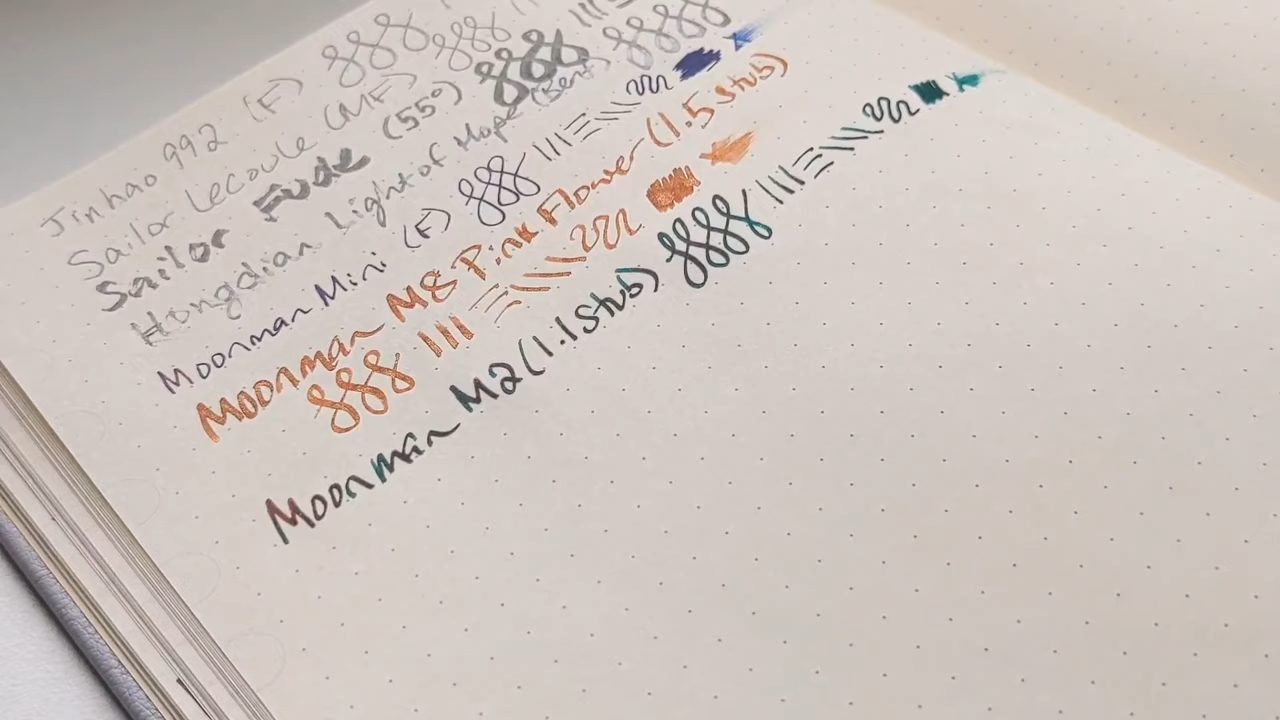 Jinhao 992 (F)
Sailor Lecoule (MF)
Sailor Fude (55°)
Hongdian Light of Hope (Bent)
Moonman Mini (F)
Moonman M8 Pink Flower (1.5 Stub)
Moonman M2 (1.1 Stub)